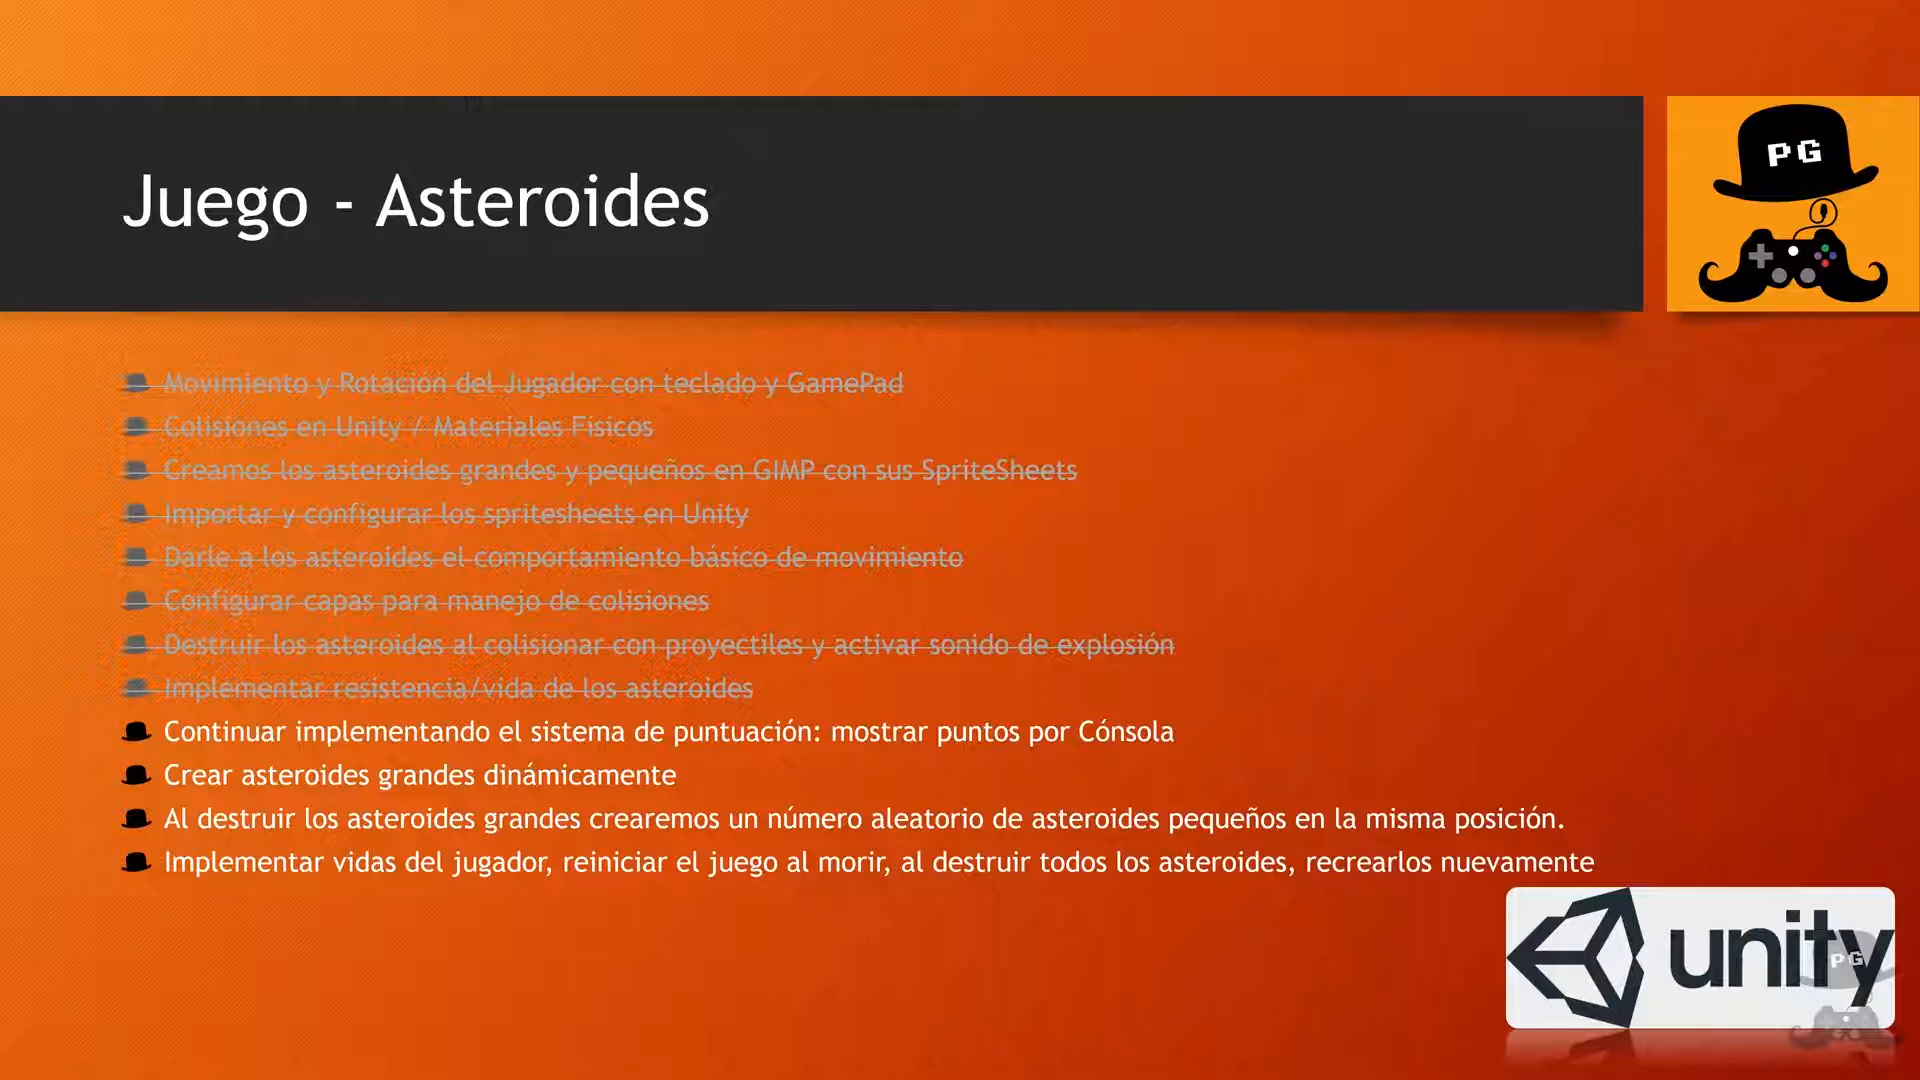 Juego - Asteroides
PG
Movimiento y Rotación del Jugador con teclado y GamePad
Colisiones en Unity / Materiales Físicos
Creamos los asteroides grandes y pequeños en GIMP con sus SpriteSheets
Importar y configurar los spritesheets en Unity
Darle a los asteroides el comportamiento básico de movimiento
Configurar capas para manejo de colisiones
Destruir los asteroides al colisionar con proyectiles y activar sonido de explosión
Implementar resistencia/vida de los asteroides
Continuar implementando el sistema de puntuación: mostrar puntos por Cónsola
Crear asteroides grandes dinámicamente
Al destruir los asteroides grandes crearemos un número aleatorio de asteroides pequeños en la misma posición.
Implementar vidas del jugador, reiniciar el juego al morir, al destruir todos los asteroides, recrearlos nuevamente
unity
PG